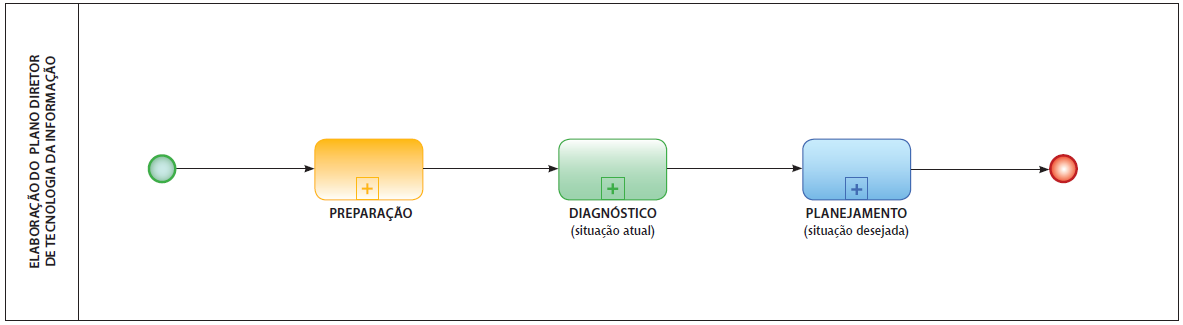 ELABORAÇÃO DO PLANO DIRETOR
DE TECNOLOGIA DA INFORMAÇÃO
PREPARAÇÃO
DIAGNÓSTICO
(situação atual)
PLANEJAMENTO
(situação desejada)